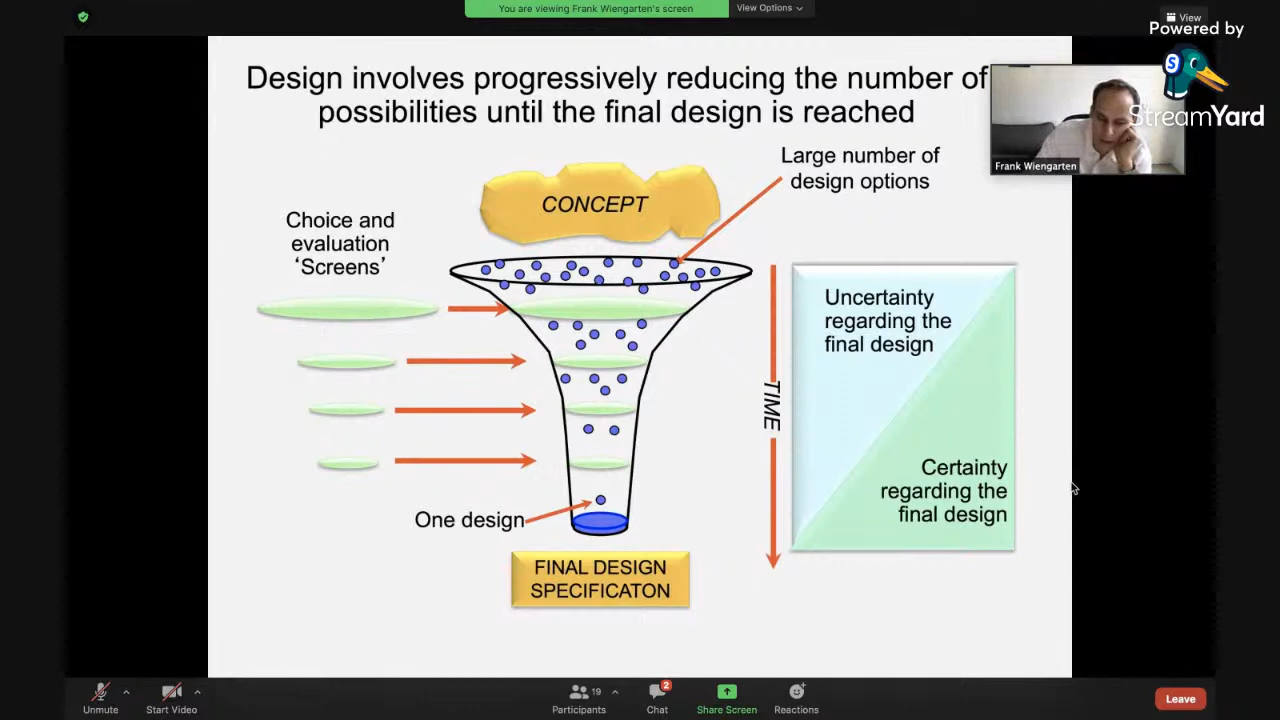 You are viewing Frank Wiengarten's screen
View Options
View
Powered by
S
StreamYard
Frank Wiengarten
Design involves progressively reducing the number of
possibilities until the final design is reached
Large number of
design options
CONCEPT
Choice and
evaluation
‘Screens’
Uncertainty
regarding the
final design
TIME
Certainty
regarding the
final design
One design
FINAL DESIGN
SPECIFICATON
Unmute
Start Video
19
Participants
2
Chat
Share Screen
Reactions
Leave